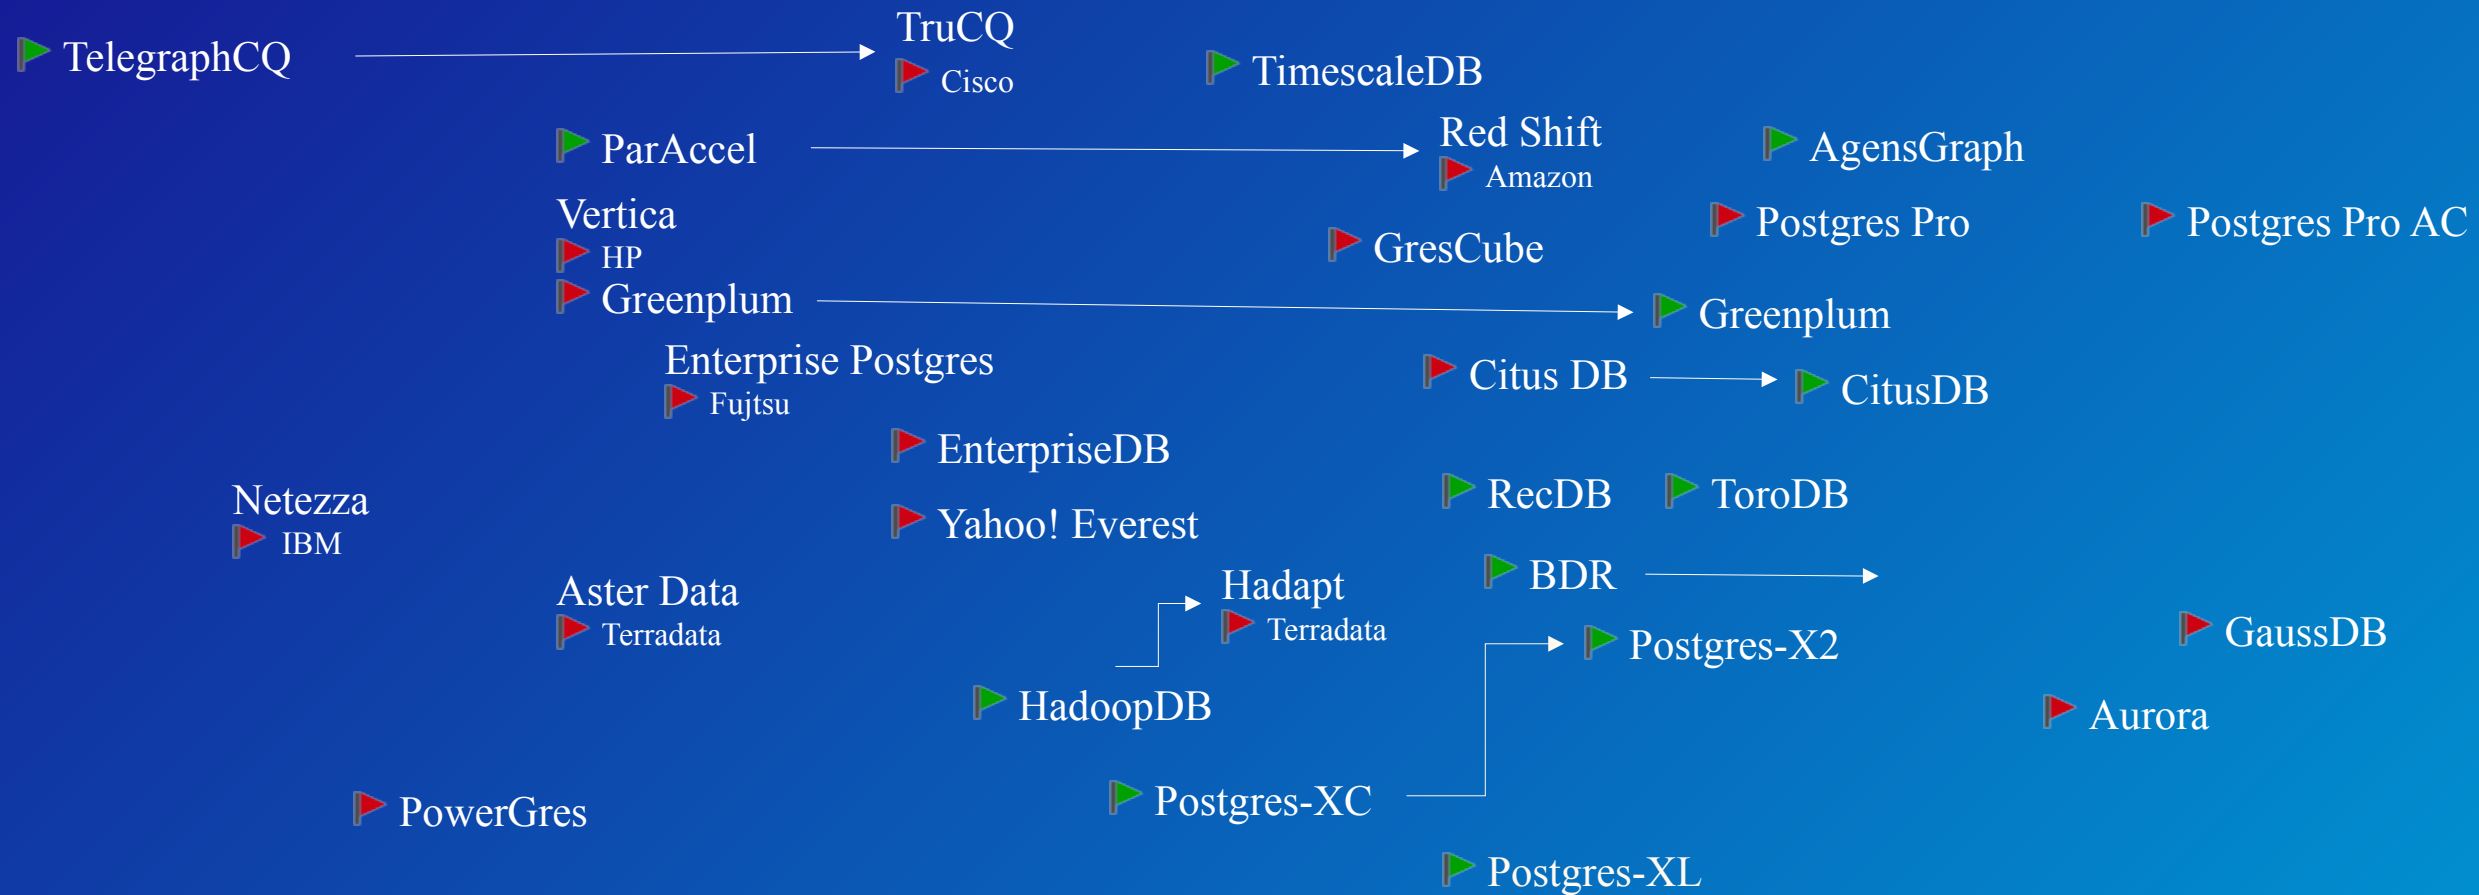 TelegraphCQ
TruCQ
Cisco
TimescaleDB
ParAccel
Red Shift
Amazon
AgensGraph
Vertica
HP
GresCube
Postgres Pro
Postgres Pro AC
Greenplum
Greenplum
Enterprise Postgres
Fujtsu
Citus DB
CitusDB
EnterpriseDB
Netezza
IBM
Yahoo! Everest
RecDB
ToroDB
Aster Data
Terradata
Hadapt
Terradata
BDR
Postgres-X2
GaussDB
HadoopDB
Aurora
PowerGres
Postgres-XC
Postgres-XL